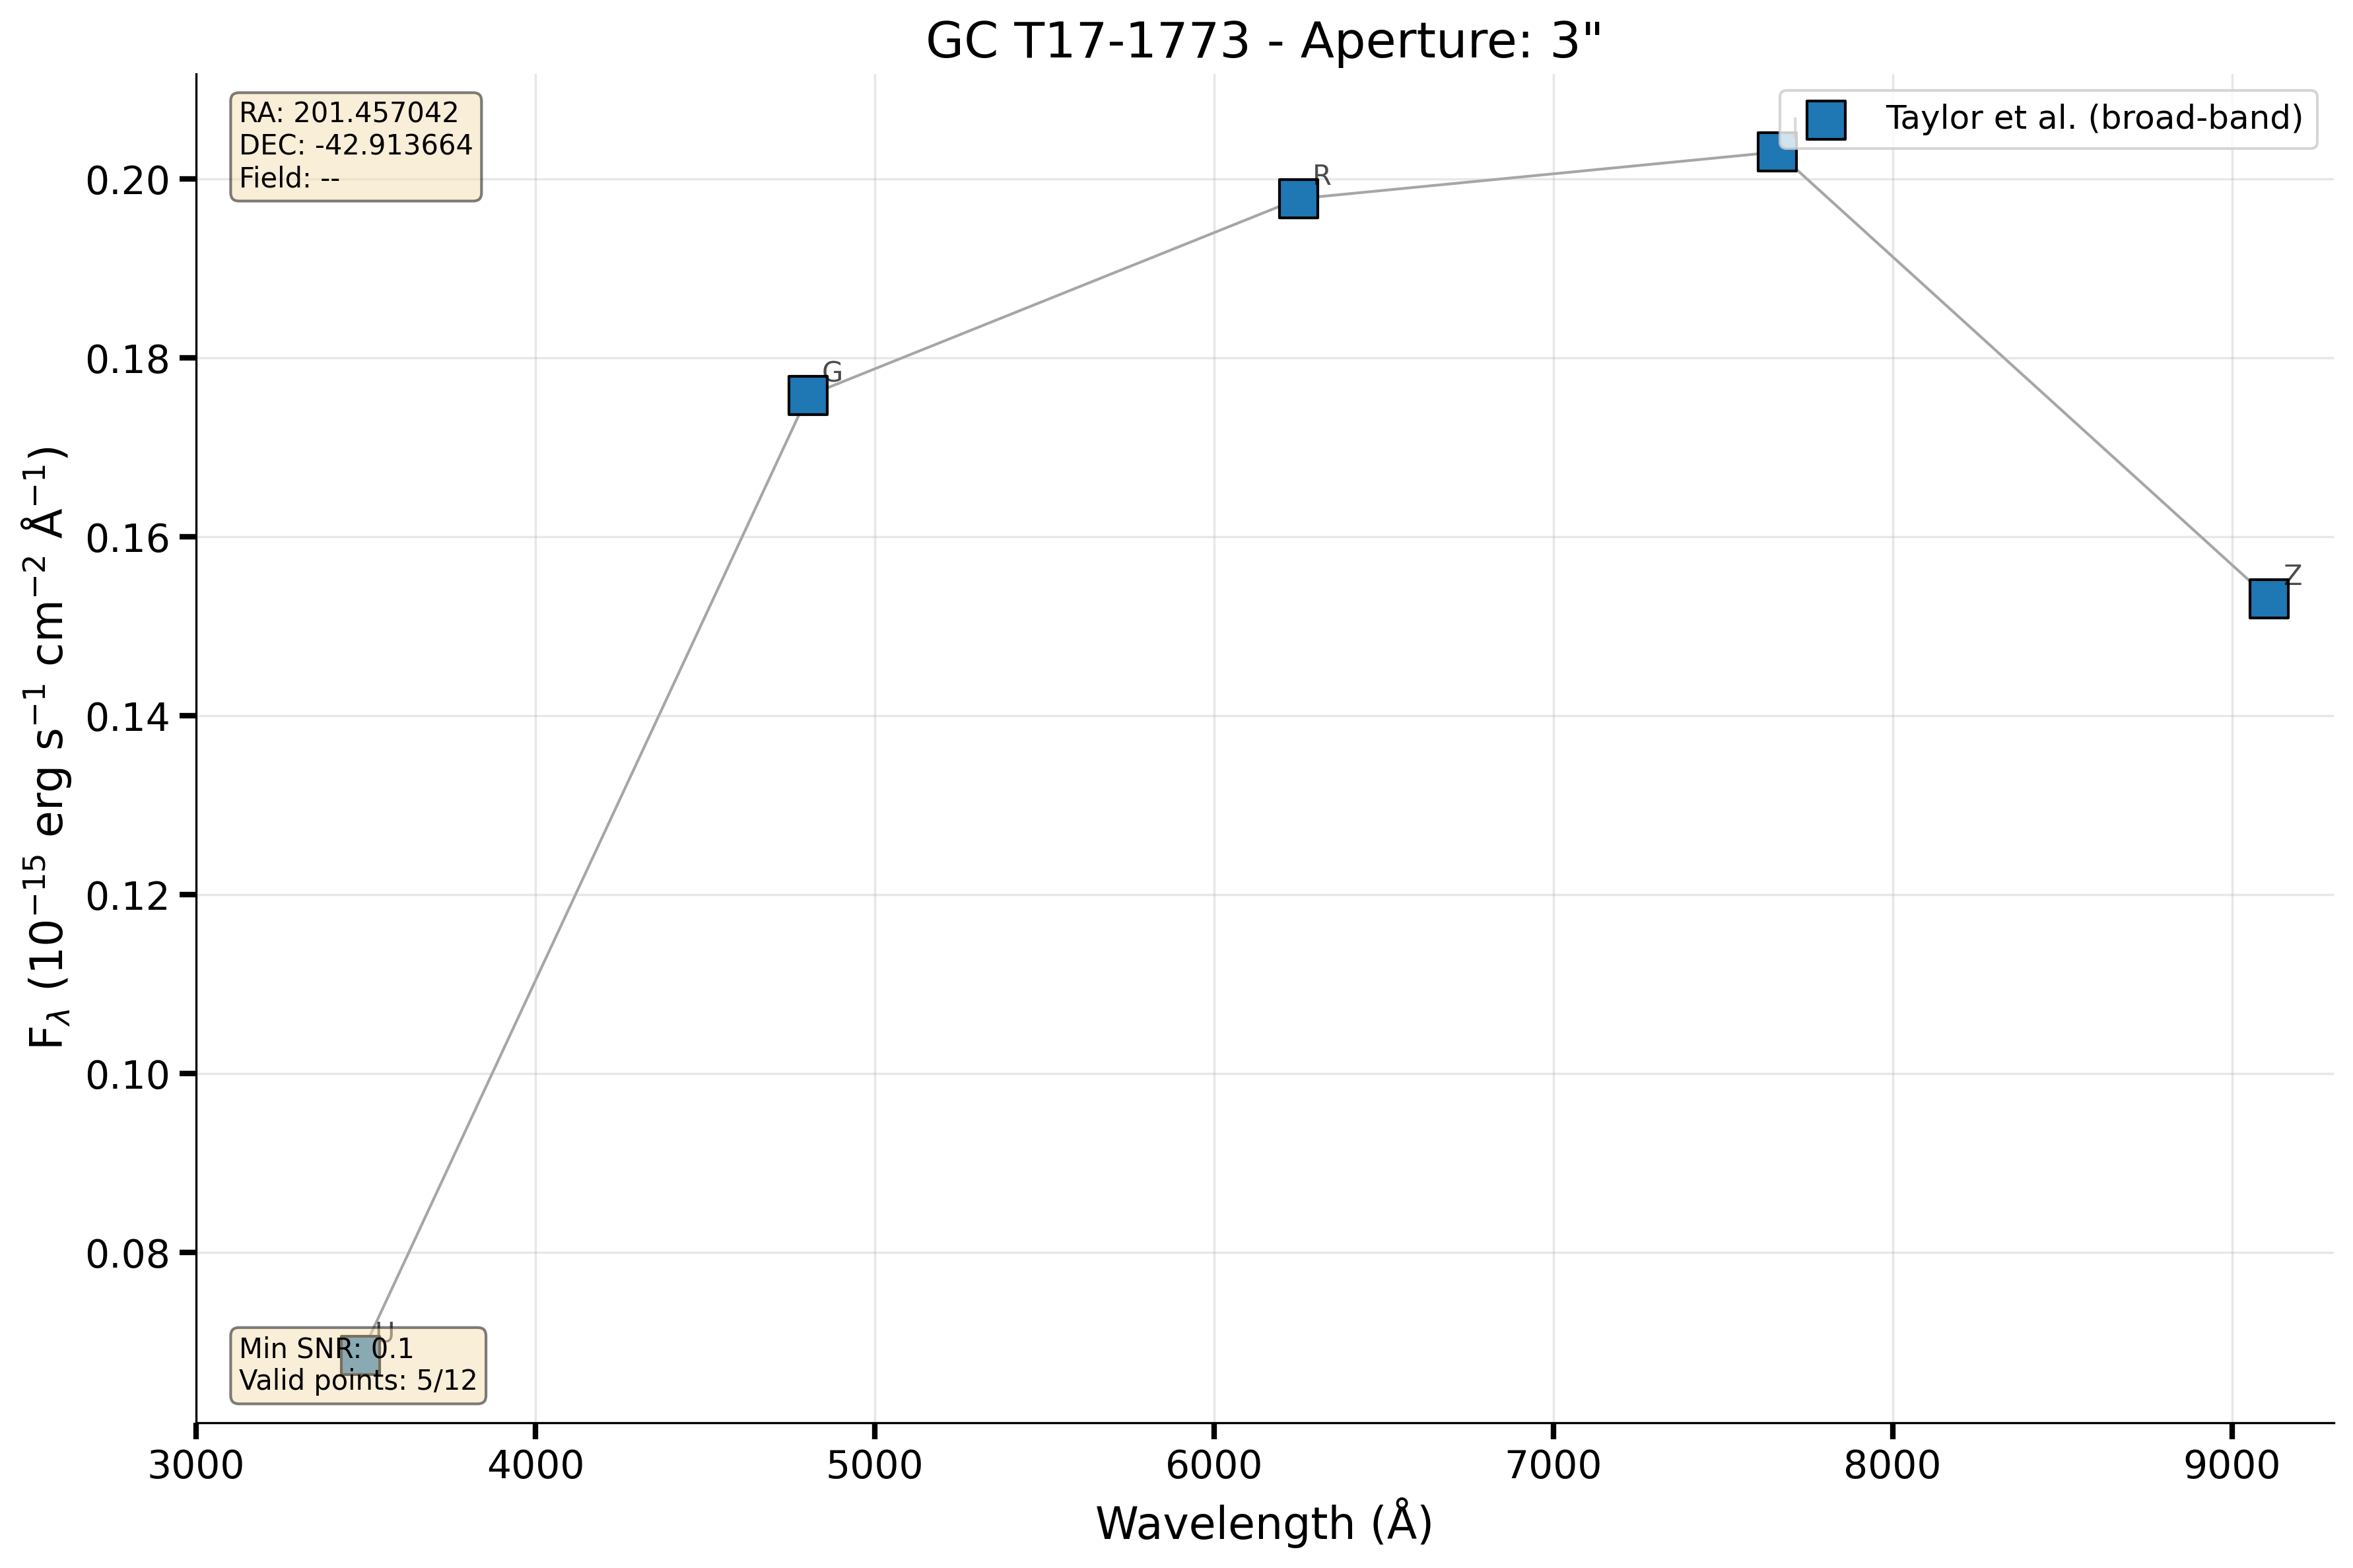 GC T17-1773 - Aperture: 3"
RA: 201.457042
DEC: -42.913664
Field: --
Taylor et al. (broad-band)
R
G
Z
U
Min SNR: 0.1
Valid points: 5/12
0.20
0.18
0.16
0.14
0.12
0.10
0.08
F_λ (10⁻¹⁵ erg s⁻¹ cm⁻² Å⁻¹)
3000 4000 5000 6000 7000 8000 9000
Wavelength (Å)